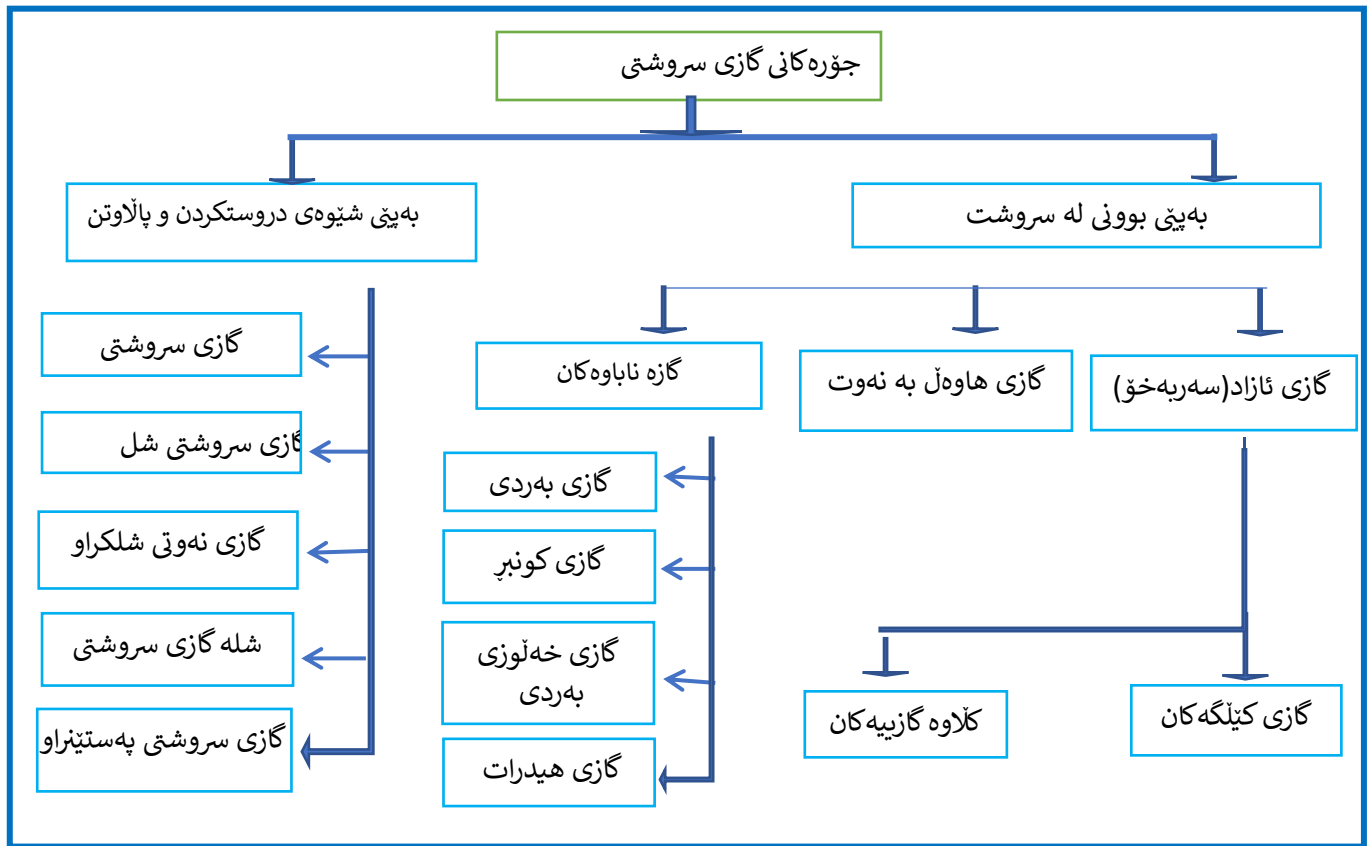 جۆرەکانی گازی سروشتی
بەپێی بوونی لە سروشت
بەپێی شێوەی دروستکردن و پاڵاوتن
گازی ئازاد(سەربەخۆ)
گازی هاوەڵ بە نەوت
گازە ناباوەکان
گازی کێڵگەکان
کڵاوە گازییەکان
گازی بەردی
گازی کونبڕ
گازی خەڵوزی
بەردی
گازی هیدرات
گازی سروشتی
گازی سروشتی شل
گازی نەوتی شلکراو
شلە گازی سروشتی
گازی سروشتی پەستێنراو